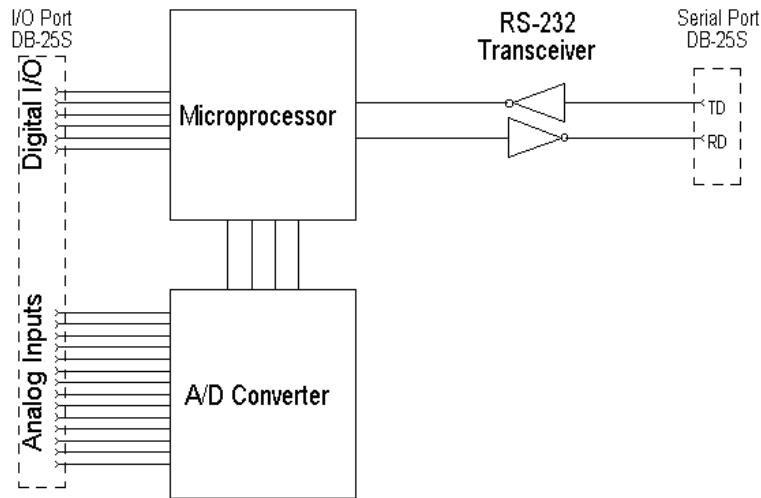 I/O Port
DB-25S
RS-232
Transceiver
Serial Port
DB-25S
Digital I/O
Microprocessor
TD
RD
Analog Inputs
A/D Converter